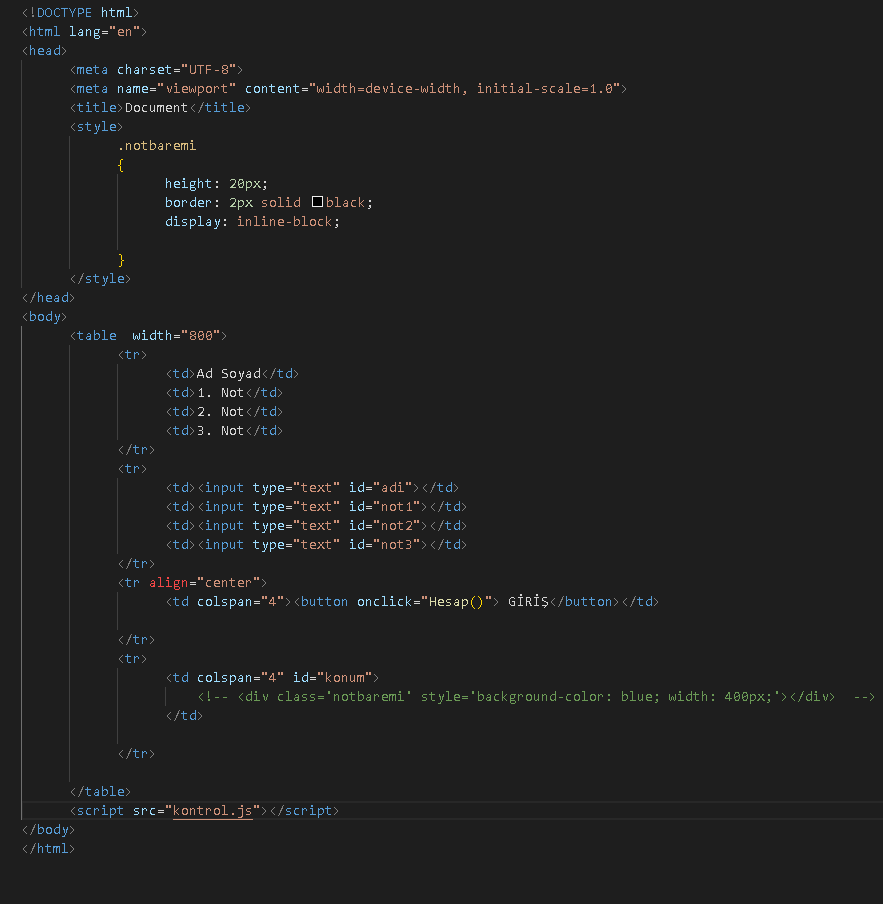 <!DOCTYPE html>
<html lang="en">
<head>
<meta charset="UTF-8">
<meta name="viewport" content="width=device-width, initial-scale=1.0">
<title>Document</title>
<style>
.notbaremi
{
height: 20px;
border: 2px solid black;
display: inline-block;
}
</style>
</head>
<body>
<table  width="800">
<tr>
<td>Ad Soyad</td>
<td>1. Not</td>
<td>2. Not</td>
<td>3. Not</td>
</tr>
<tr>
<td><input type="text" id="adi"></td>
<td><input type="text" id="not1"></td>
<td><input type="text" id="not2"></td>
<td><input type="text" id="not3"></td>
</tr>
<tr align="center">
<td colspan="4"><button onclick="Hesap()"> GİRİŞ</button></td>
</tr>
<tr>
<td colspan="4" id="konum">
<!-- <div class='notbaremi' style='background-color: blue; width: 400px;'></div>  -->
</td>
</tr>
</table>
<script src="kontrol.js"></script>
</body>
</html>